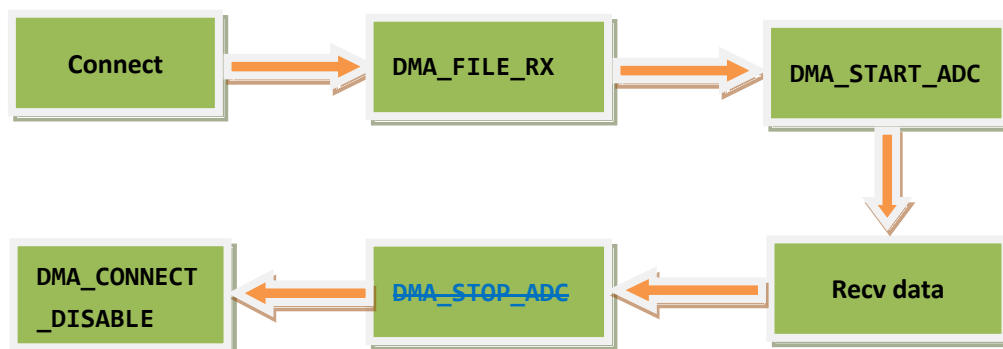 Connect
DMA_FILE_RX
DMA_START_ADC
Recv data
DMA_STOP_ADC
DMA_CONNECT
_DISABLE